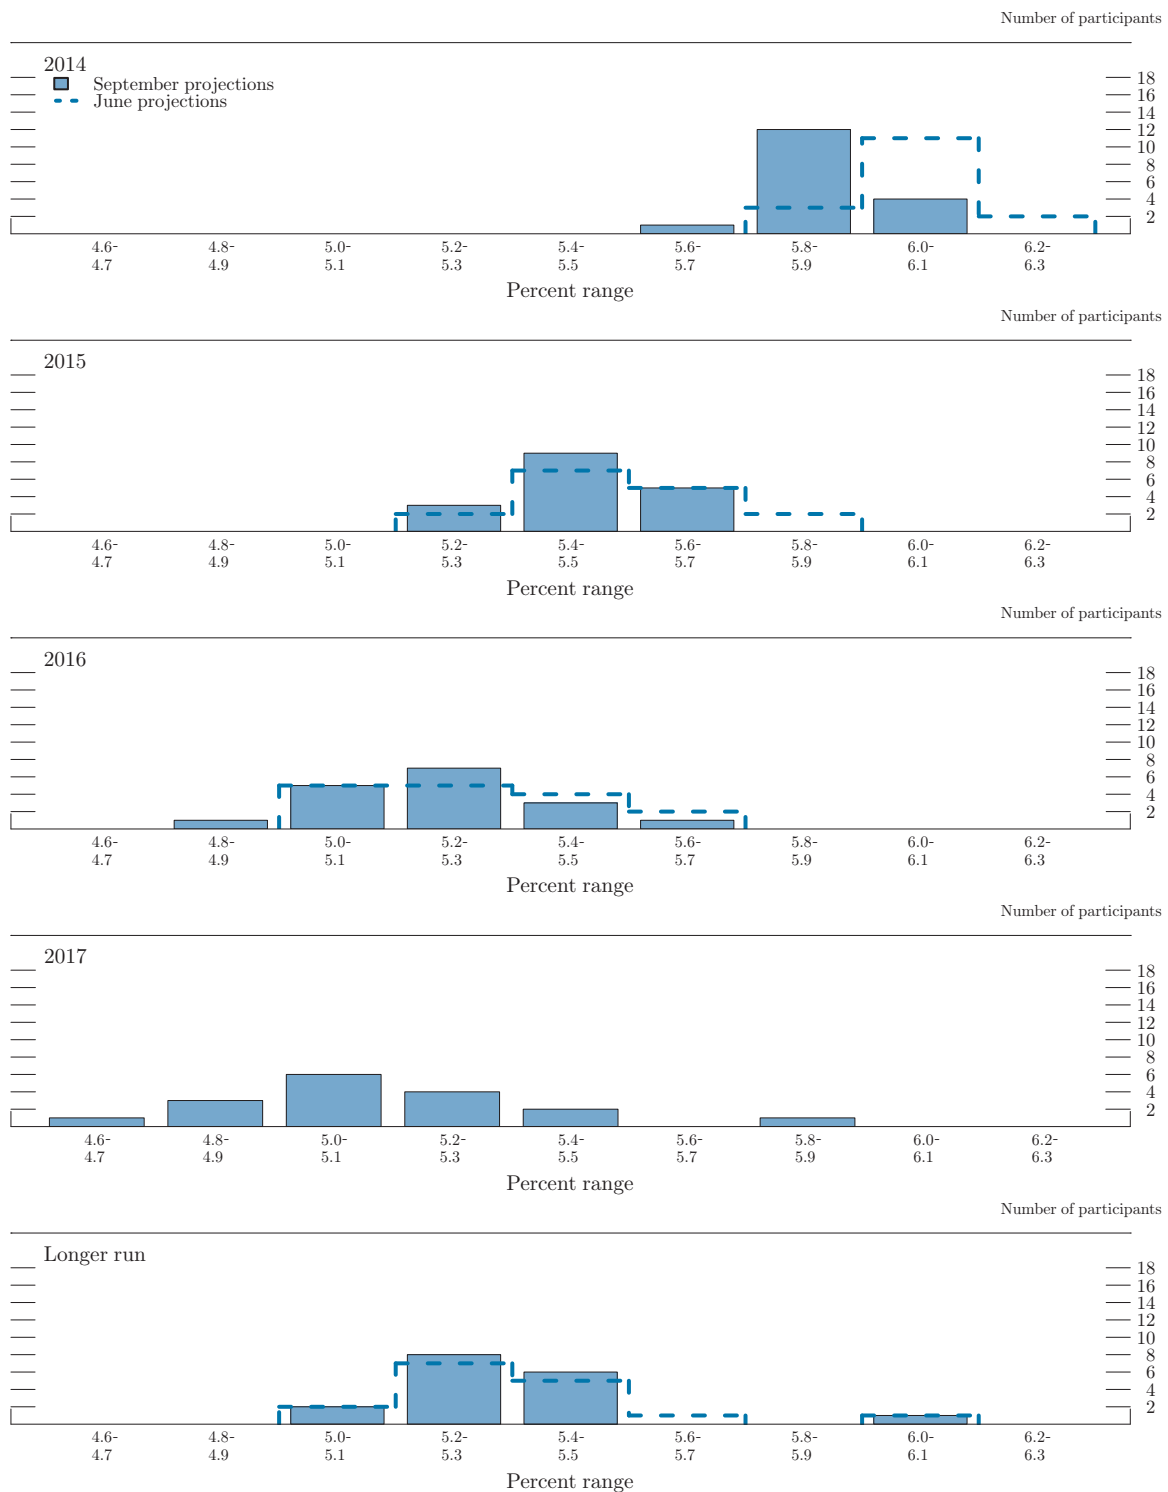 Number of participants
2014
September projections
June projections
18
16
14
12
10
8
6
4
2
4.6- 4.8- 5.0- 5.2- 5.4- 5.6- 5.8- 6.0- 6.2-
4.7 4.9 5.1 5.3 5.5 5.7 5.9 6.1 6.3
Percent range
Number of participants
2015
18
16
14
12
10
8
6
4
2
4.6- 4.8- 5.0- 5.2- 5.4- 5.6- 5.8- 6.0- 6.2-
4.7 4.9 5.1 5.3 5.5 5.7 5.9 6.1 6.3
Percent range
Number of participants
2016
18
16
14
12
10
8
6
4
2
4.6- 4.8- 5.0- 5.2- 5.4- 5.6- 5.8- 6.0- 6.2-
4.7 4.9 5.1 5.3 5.5 5.7 5.9 6.1 6.3
Percent range
Number of participants
2017
18
16
14
12
10
8
6
4
2
4.6- 4.8- 5.0- 5.2- 5.4- 5.6- 5.8- 6.0- 6.2-
4.7 4.9 5.1 5.3 5.5 5.7 5.9 6.1 6.3
Percent range
Number of participants
Longer run
18
16
14
12
10
8
6
4
2
4.6- 4.8- 5.0- 5.2- 5.4- 5.6- 5.8- 6.0- 6.2-
4.7 4.9 5.1 5.3 5.5 5.7 5.9 6.1 6.3
Percent range